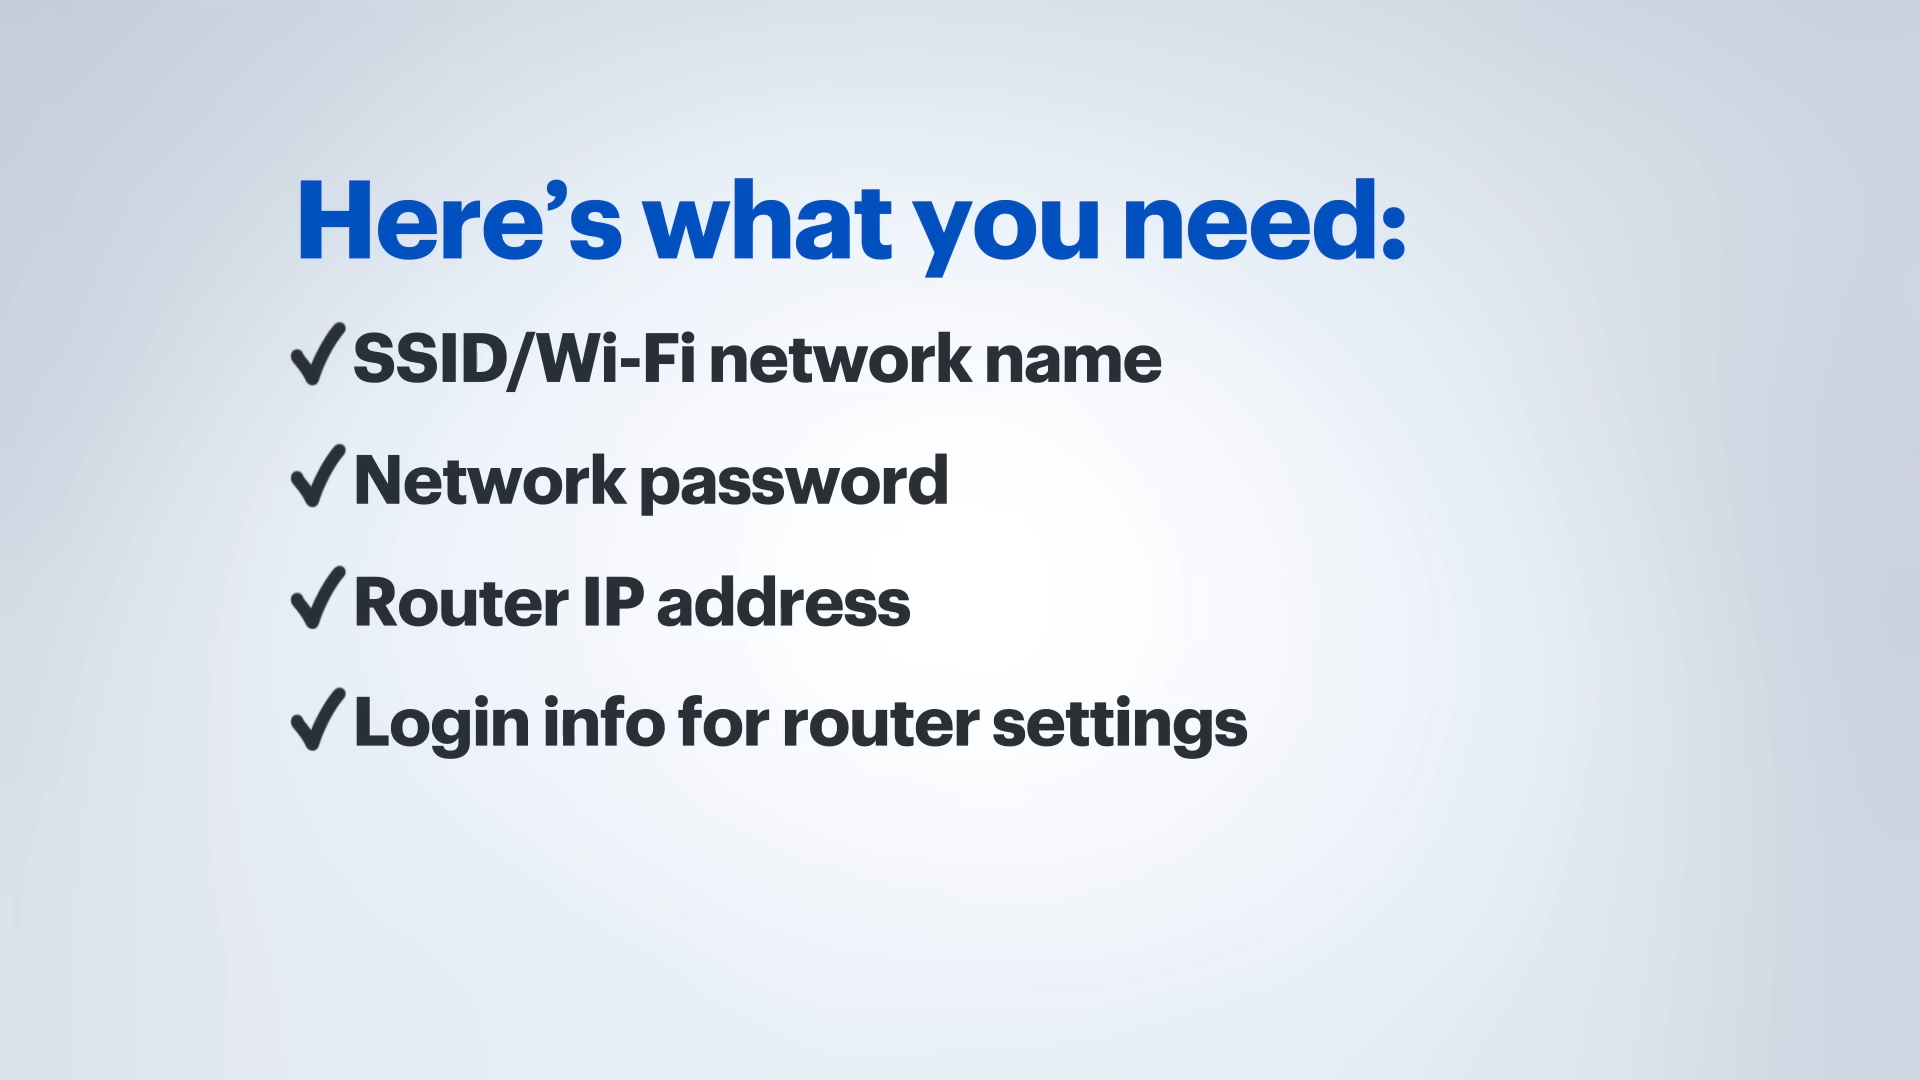 Here’s what you need:
✓ SSID/Wi-Fi network name
✓ Network password
✓ Router IP address
✓ Login info for router settings